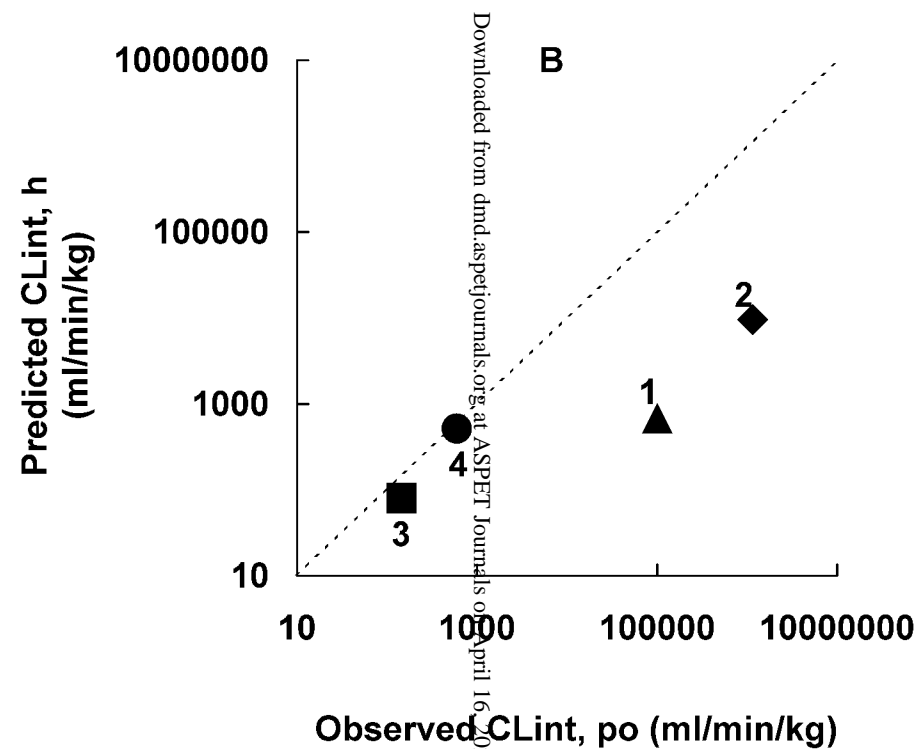 B
10000000
100000
1000
10
Predicted CLint, h
(ml/min/kg)
2
1
4
3
10
1000
100000
10000000
Observed CLint, po (ml/min/kg)
Downloaded from dmd.aspetjournals.org at ASPET Journals on April 16, 20